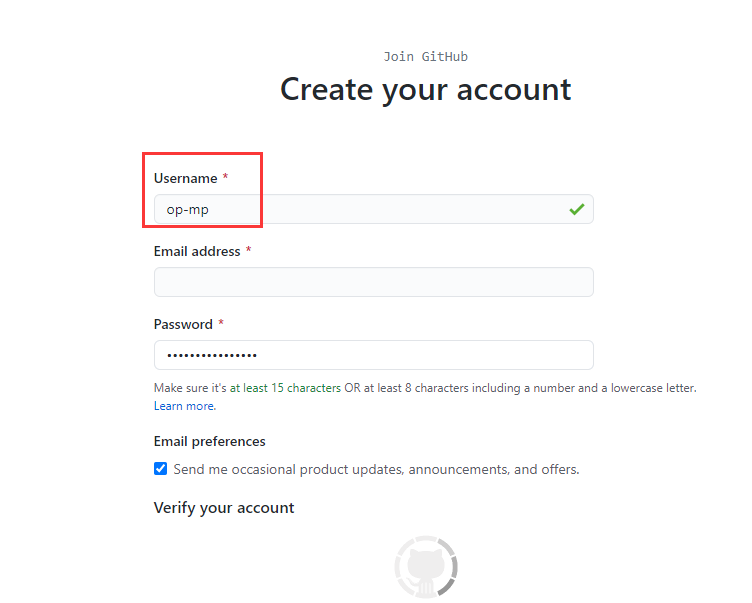 Join GitHub
Create your account
Username *
op-mp
Email address *
Password *
••••••••••••••••
Make sure it's at least 15 characters OR at least 8 characters including a number and a lowercase letter.
Learn more.
Email preferences
Send me occasional product updates, announcements, and offers.
Verify your account